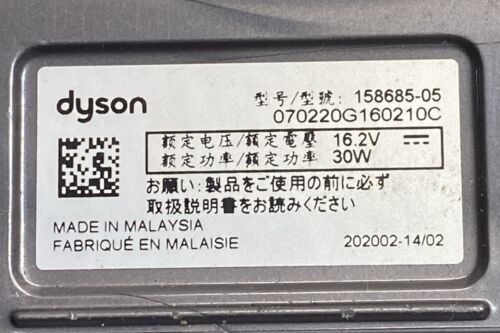 dyson
型号/型號: 158685-05
070220G160210C
额定电压/額定電壓 16.2V
额定功率/額定功率 30W
お願い:製品をご使用の前に必ず
取扱説明書をお読みください
MADE IN MALAYSIA
FABRIQUÉ EN MALAISIE
202002-14/02